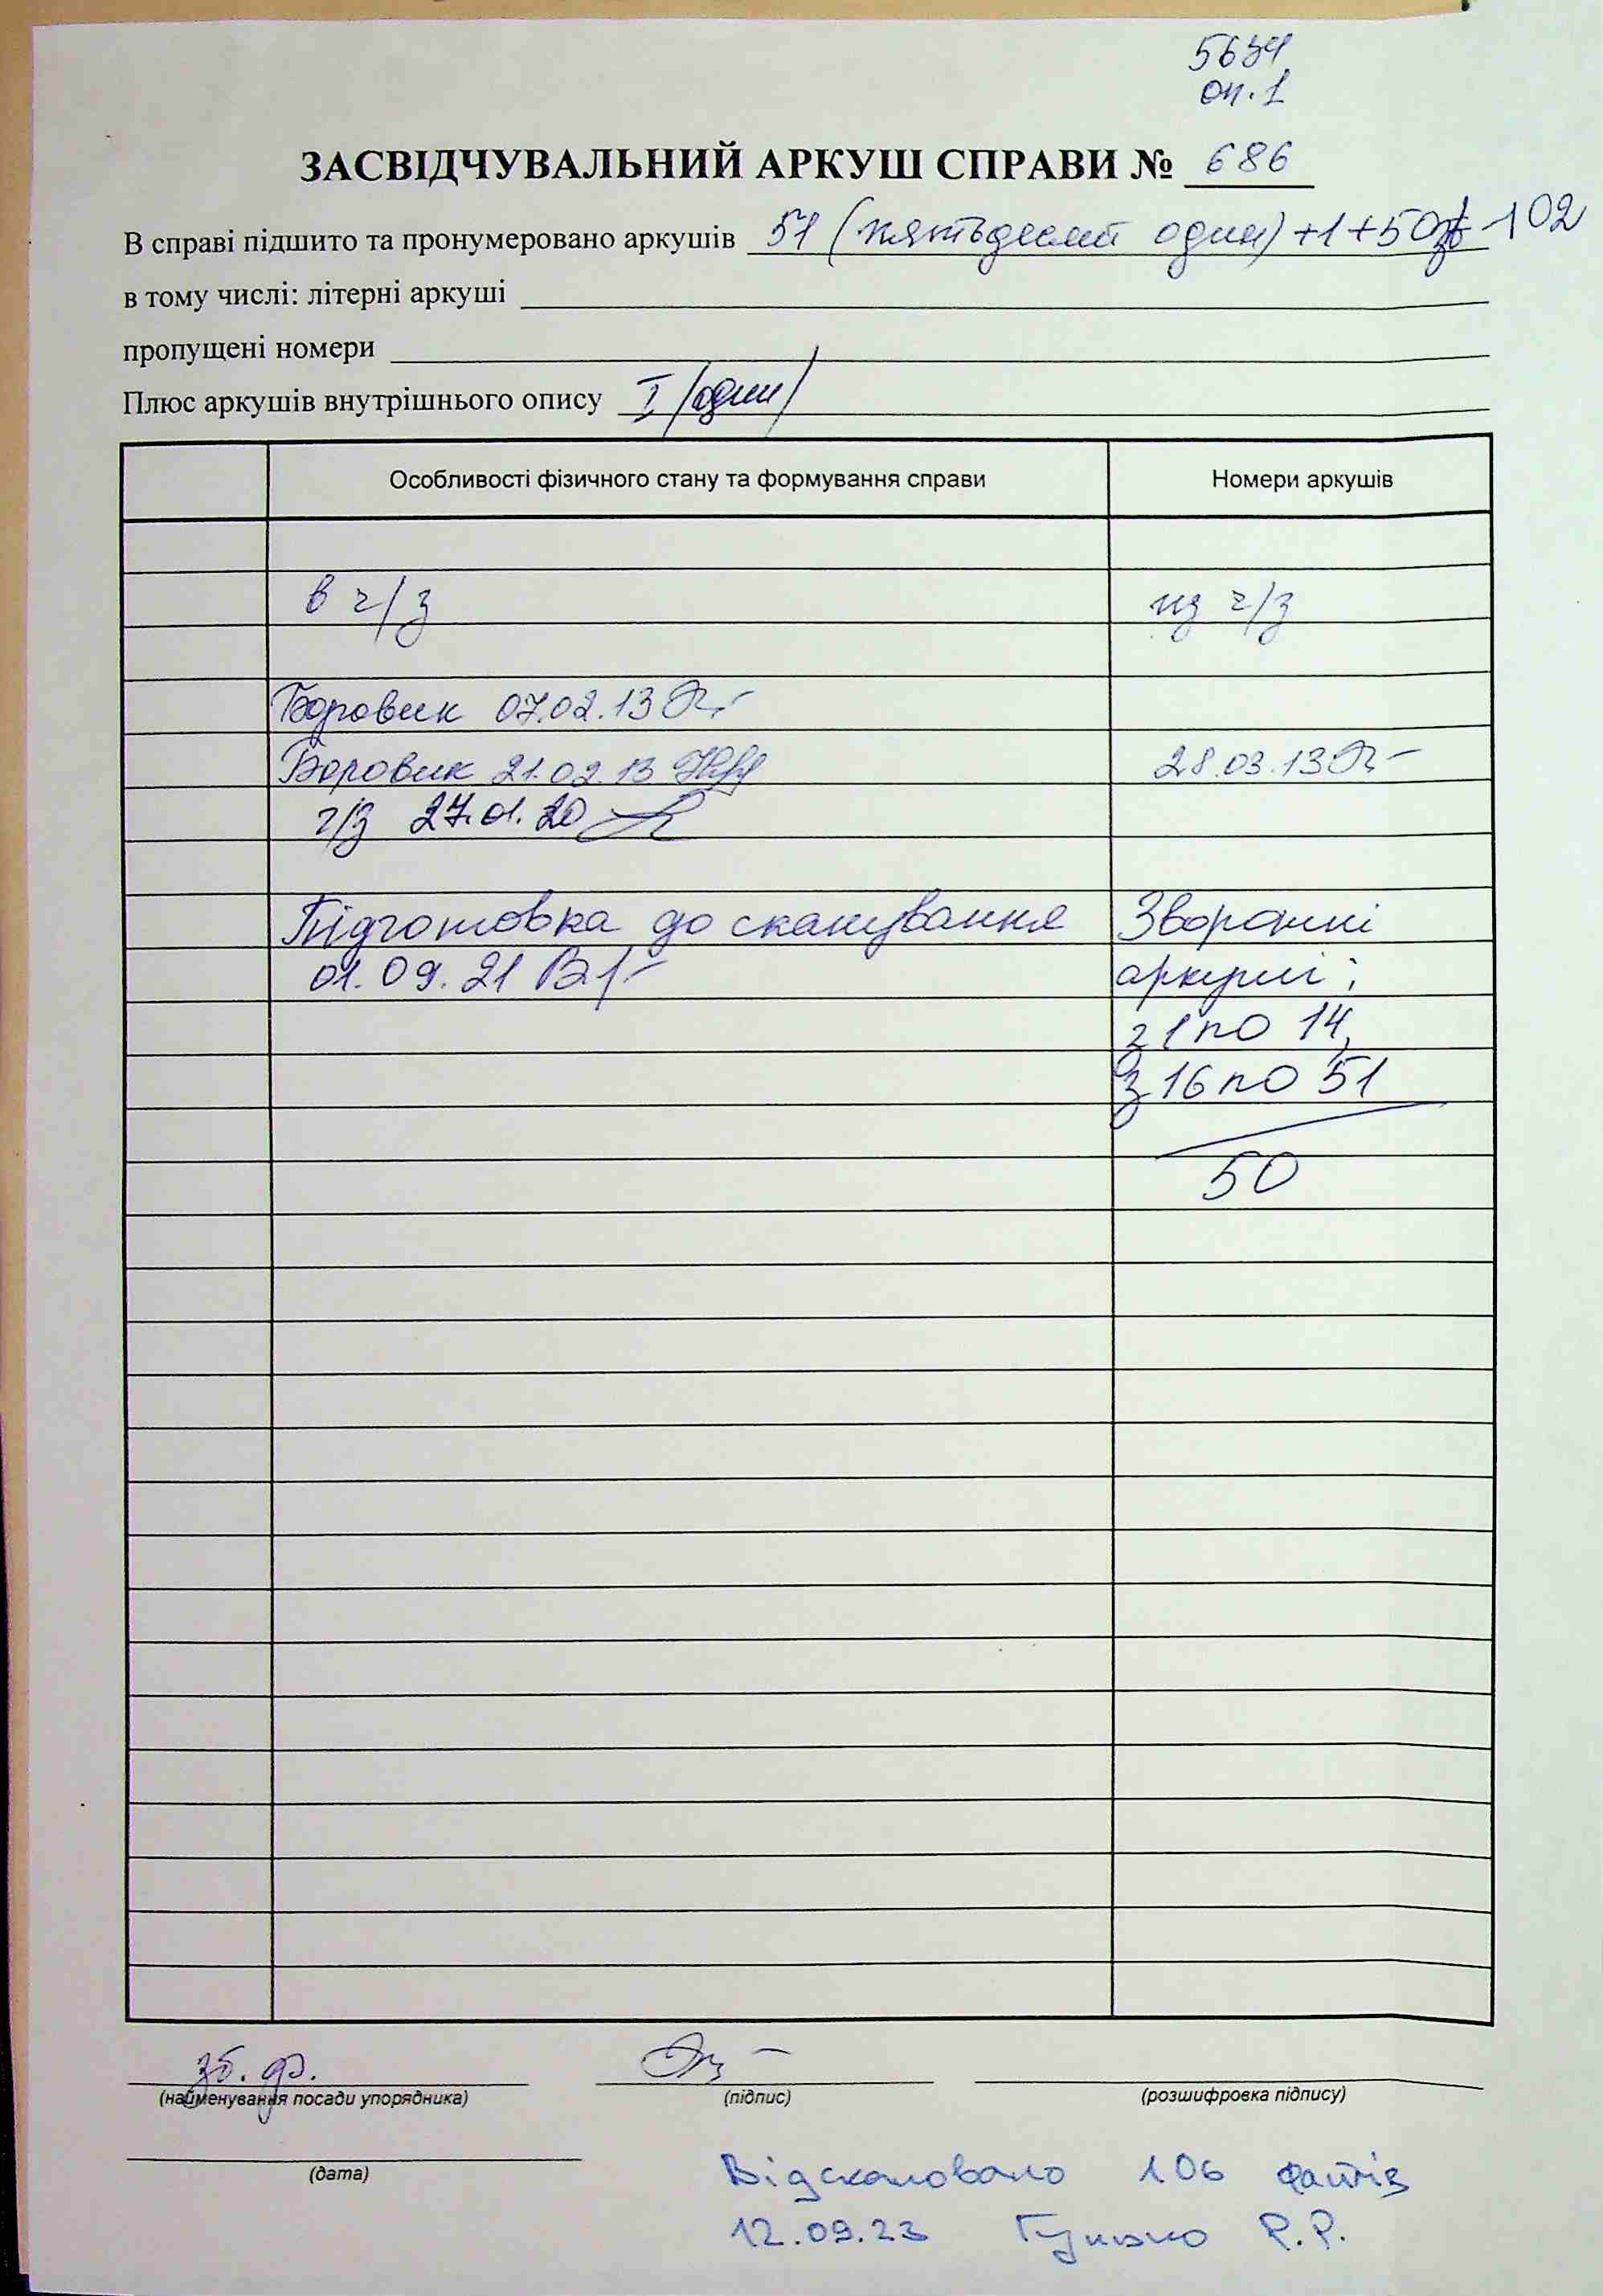 5634
оп. 1
ЗАСВІДЧУВАЛЬНИЙ АРКУШ СПРАВИ № 686
В справі підшито та пронумеровано аркушів 51 (пятьдесят один) +1+50 102
в тому числі: літерні аркуші
пропущені номери
Плюс аркушів внутрішнього опису I /один/
Особливості фізичного стану та формування справи Номери аркушів
в ч/з из ч/з
Боровик 07.02.13
Боровик 21.02.13 28.03.13
ч/з 27.01.20
Підготовка до сканування Зворотні
01.09.21 аркуші:
з 1 по 14,
з 16 по 51
50
зб. ф.
(найменування посади упорядника) (підпис) (розшифровка підпису)
(дата)
Відскановано 106 файлів
12.09.23 Р.Р.